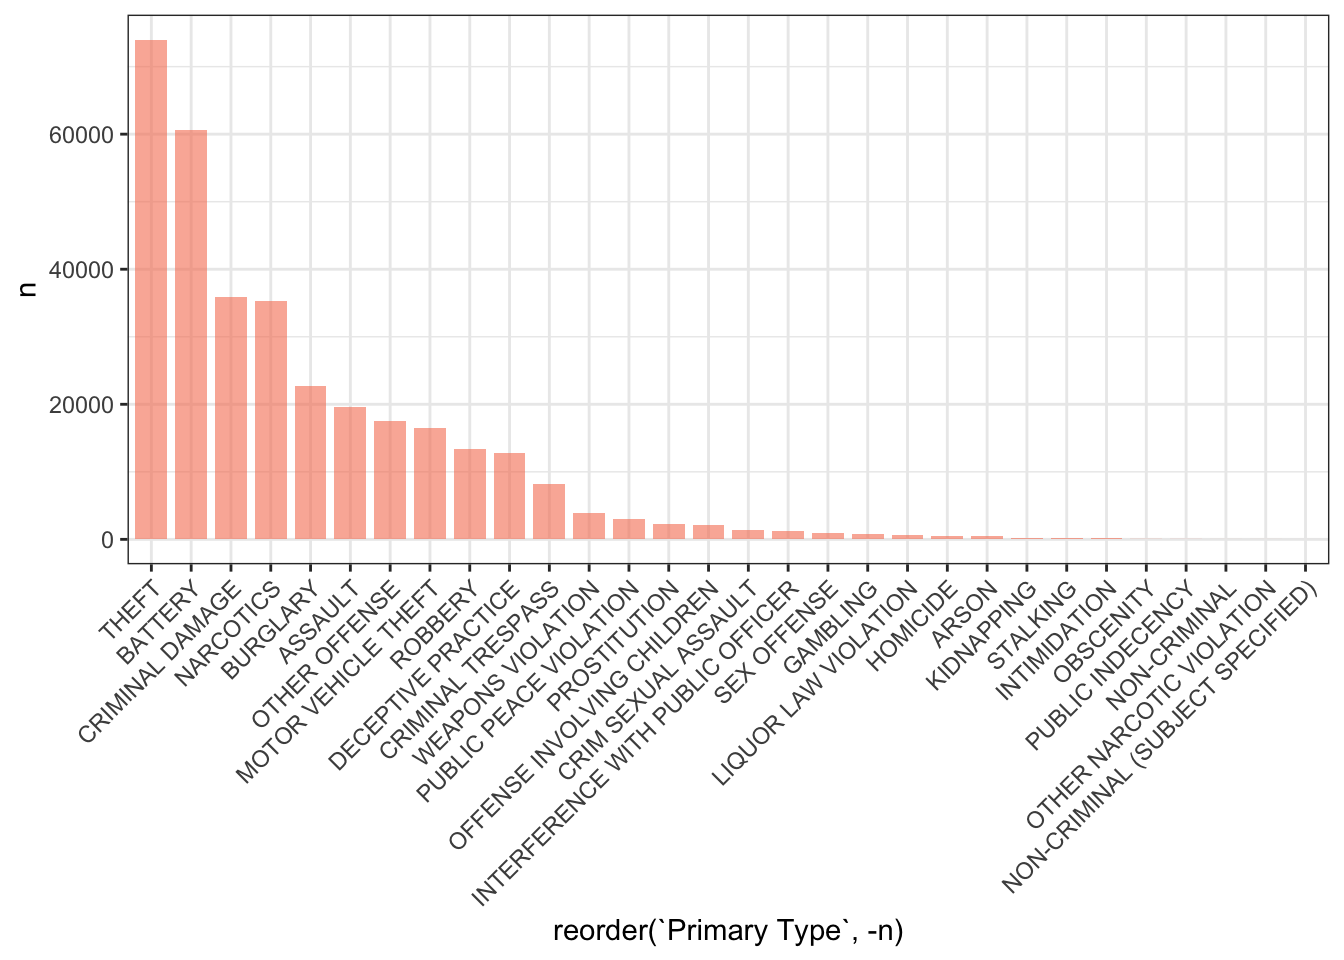 n
60000
40000
20000
0
THEFT
BATTERY
CRIMINAL DAMAGE
NARCOTICS
BURGLARY
ASSAULT
OTHER OFFENSE
MOTOR VEHICLE THEFT
ROBBERY
DECEPTIVE PRACTICE
CRIMINAL TRESPASS
WEAPONS VIOLATION
PUBLIC PEACE VIOLATION
PROSTITUTION
OFFENSE INVOLVING CHILDREN
CRIM SEXUAL ASSAULT
INTERFERENCE WITH PUBLIC OFFICER
SEX OFFENSE
GAMBLING
LIQUOR LAW VIOLATION
HOMICIDE
ARSON
KIDNAPPING
STALKING
INTIMIDATION
OBSCENITY
PUBLIC INDECENCY
NON-CRIMINAL
OTHER NARCOTIC VIOLATION
NON-CRIMINAL (SUBJECT SPECIFIED)
reorder(`Primary Type`, -n)